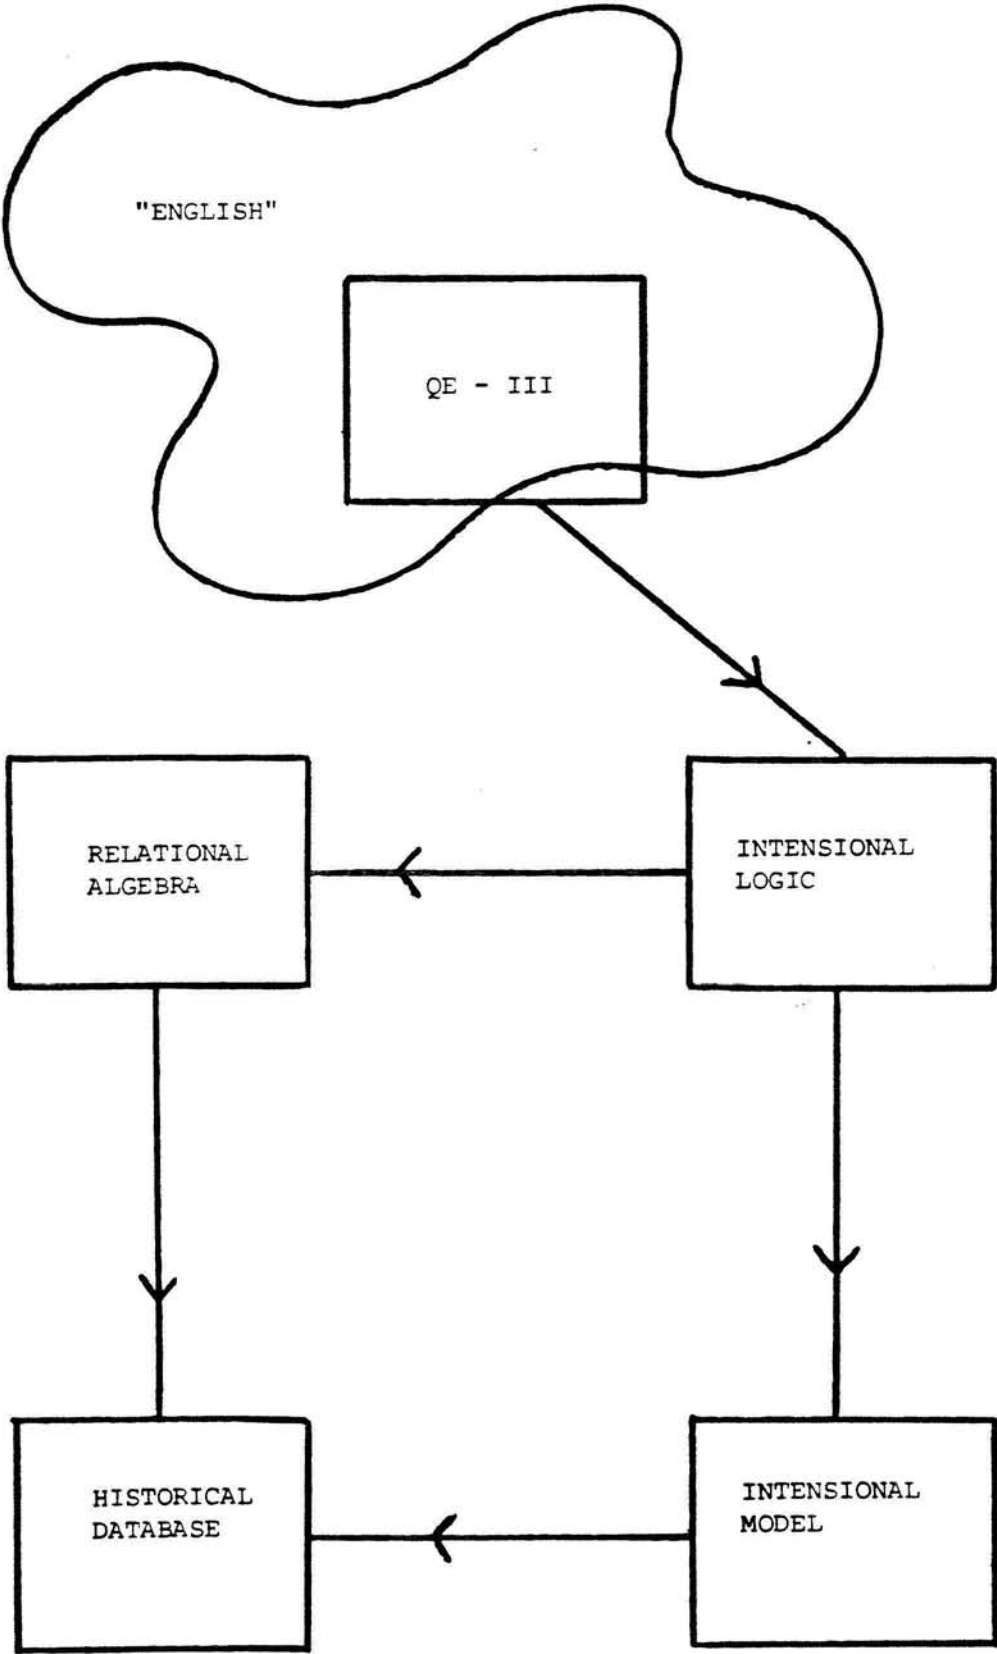 "ENGLISH"
QE - III
RELATIONAL
ALGEBRA
INTENSIONAL
LOGIC
HISTORICAL
DATABASE
INTENSIONAL
MODEL